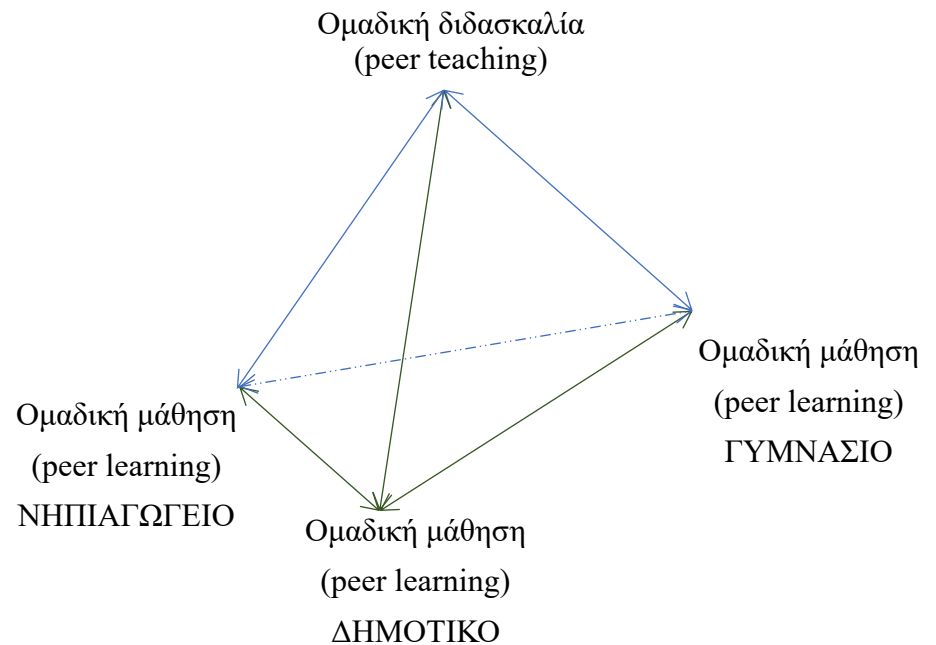 Ομαδική διδασκαλία
(peer teaching)
Ομαδική μάθηση
(peer learning)
ΓΥΜΝΑΣΙΟ
Ομαδική μάθηση
(peer learning)
ΝΗΠΙΑΓΩΓΕΙΟ
Ομαδική μάθηση
(peer learning)
ΔΗΜΟΤΙΚΟ